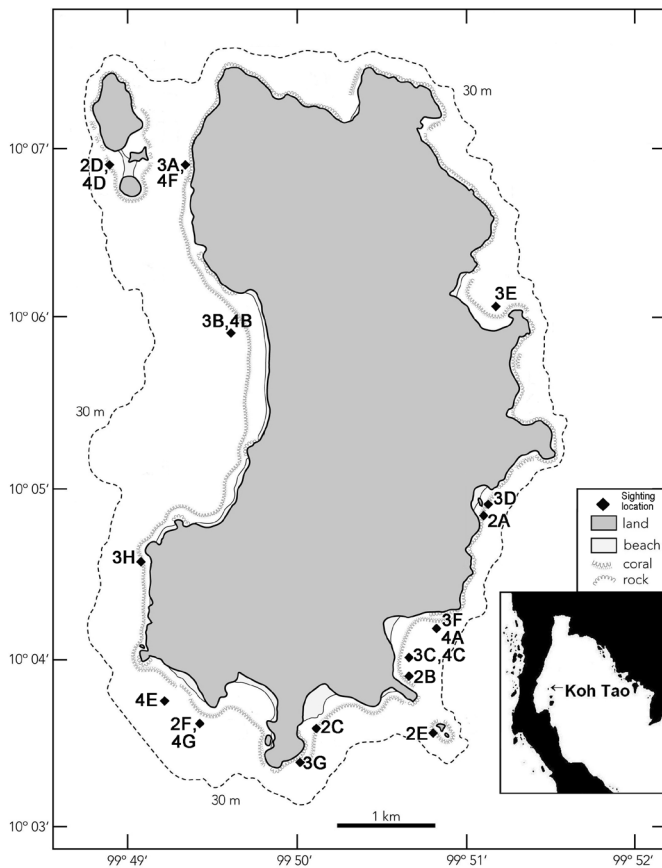 30 m
10° 07'
2D,
4D
3A,
4F
3E
10° 06'
3B,4B
30 m
10° 05'
3D
2A
Sighting
location
land
beach
coral
rock
3H
3F
4A
10° 04'
3C,4C
2B
Koh Tao
4E
2F,
4G
2C
2E
3G
30 m
1 km
10° 03'
99° 49'
99° 50'
99° 51'
99° 52'